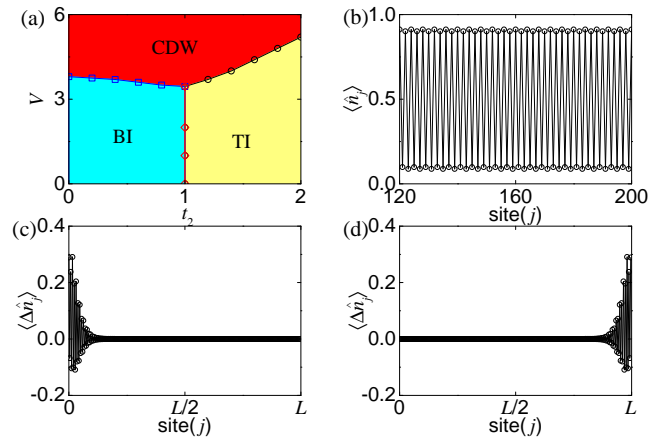 (a)
6
3
0
V
CDW
BI
TI
0
1
2
t₂
(b)
1.0
0.5
0.0
⟨n̂ⱼ⟩
120
160
200
site(j)
(c)
0.4
0.2
0.0
-0.2
⟨Δn̂ⱼ⟩
0
L/2
L
site(j)
(d)
0.4
0.2
0.0
-0.2
⟨Δn̂ⱼ⟩
0
L/2
L
site(j)